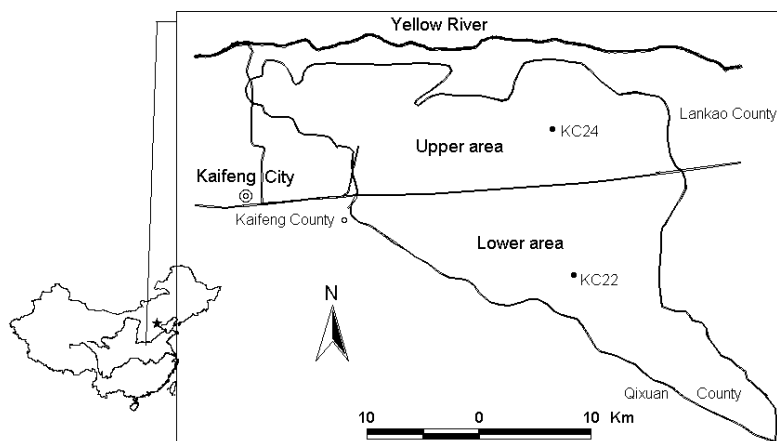 Yellow River
Lankao County
KC24
Upper area
Kaifeng City
Kaifeng County
Lower area
KC22
N
Qixuan County
10 0 10 Km